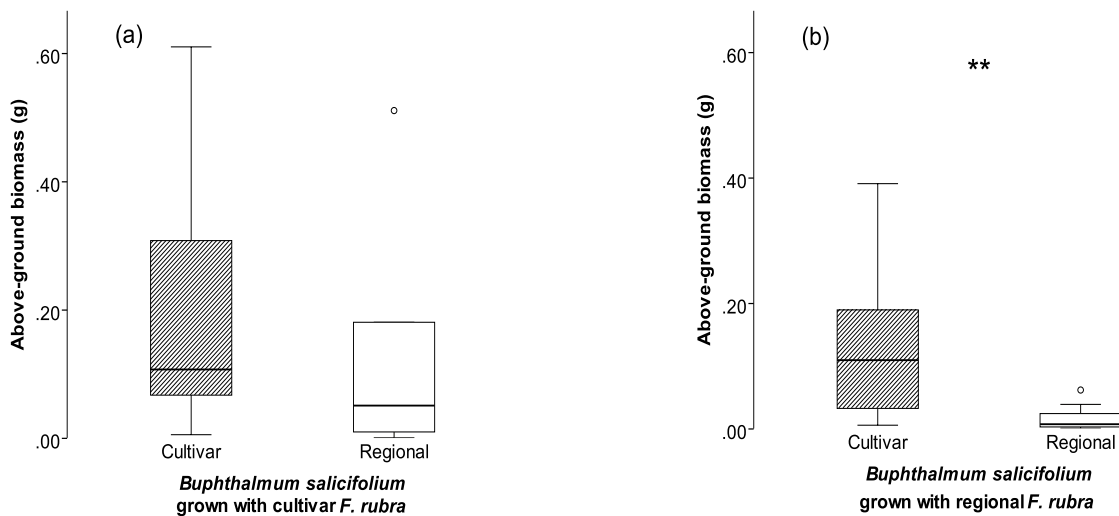 (a)
.60
.40
.20
.00
Above-ground biomass (g)
Cultivar
Regional
Buphthalmum salicifolium
grown with cultivar F. rubra
(b)
**
.60
.40
.20
.00
Above-ground biomass (g)
Cultivar
Regional
Buphthalmum salicifolium
grown with regional F. rubra